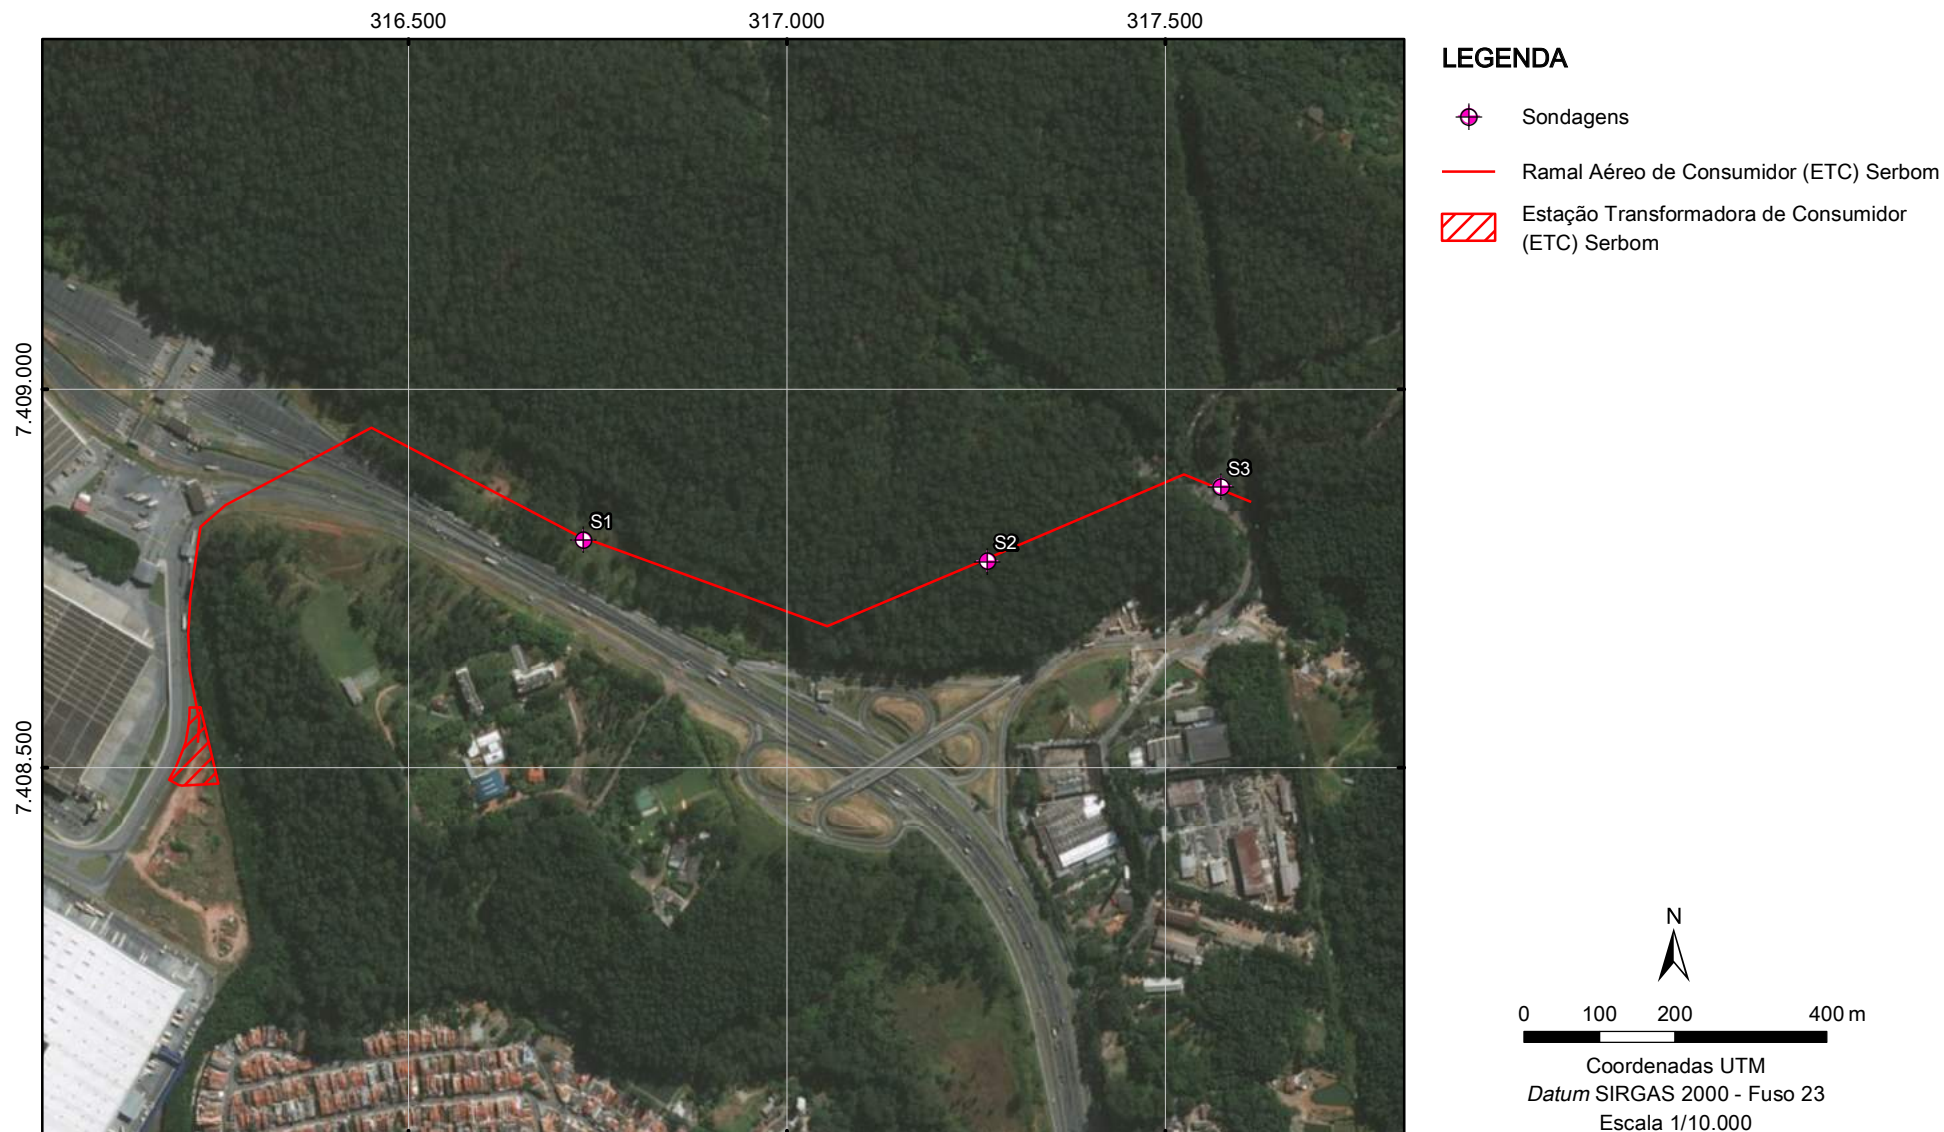 316.500 317.000 317.500
7.409.000
7.408.500
S1
S2
S3
LEGENDA
Sondagens
Ramal Aéreo de Consumidor (ETC) Serbom
Estação Transformadora de Consumidor
(ETC) Serbom
N
0 100 200 400 m
Coordenadas UTM
Datum SIRGAS 2000 - Fuso 23
Escala 1/10.000